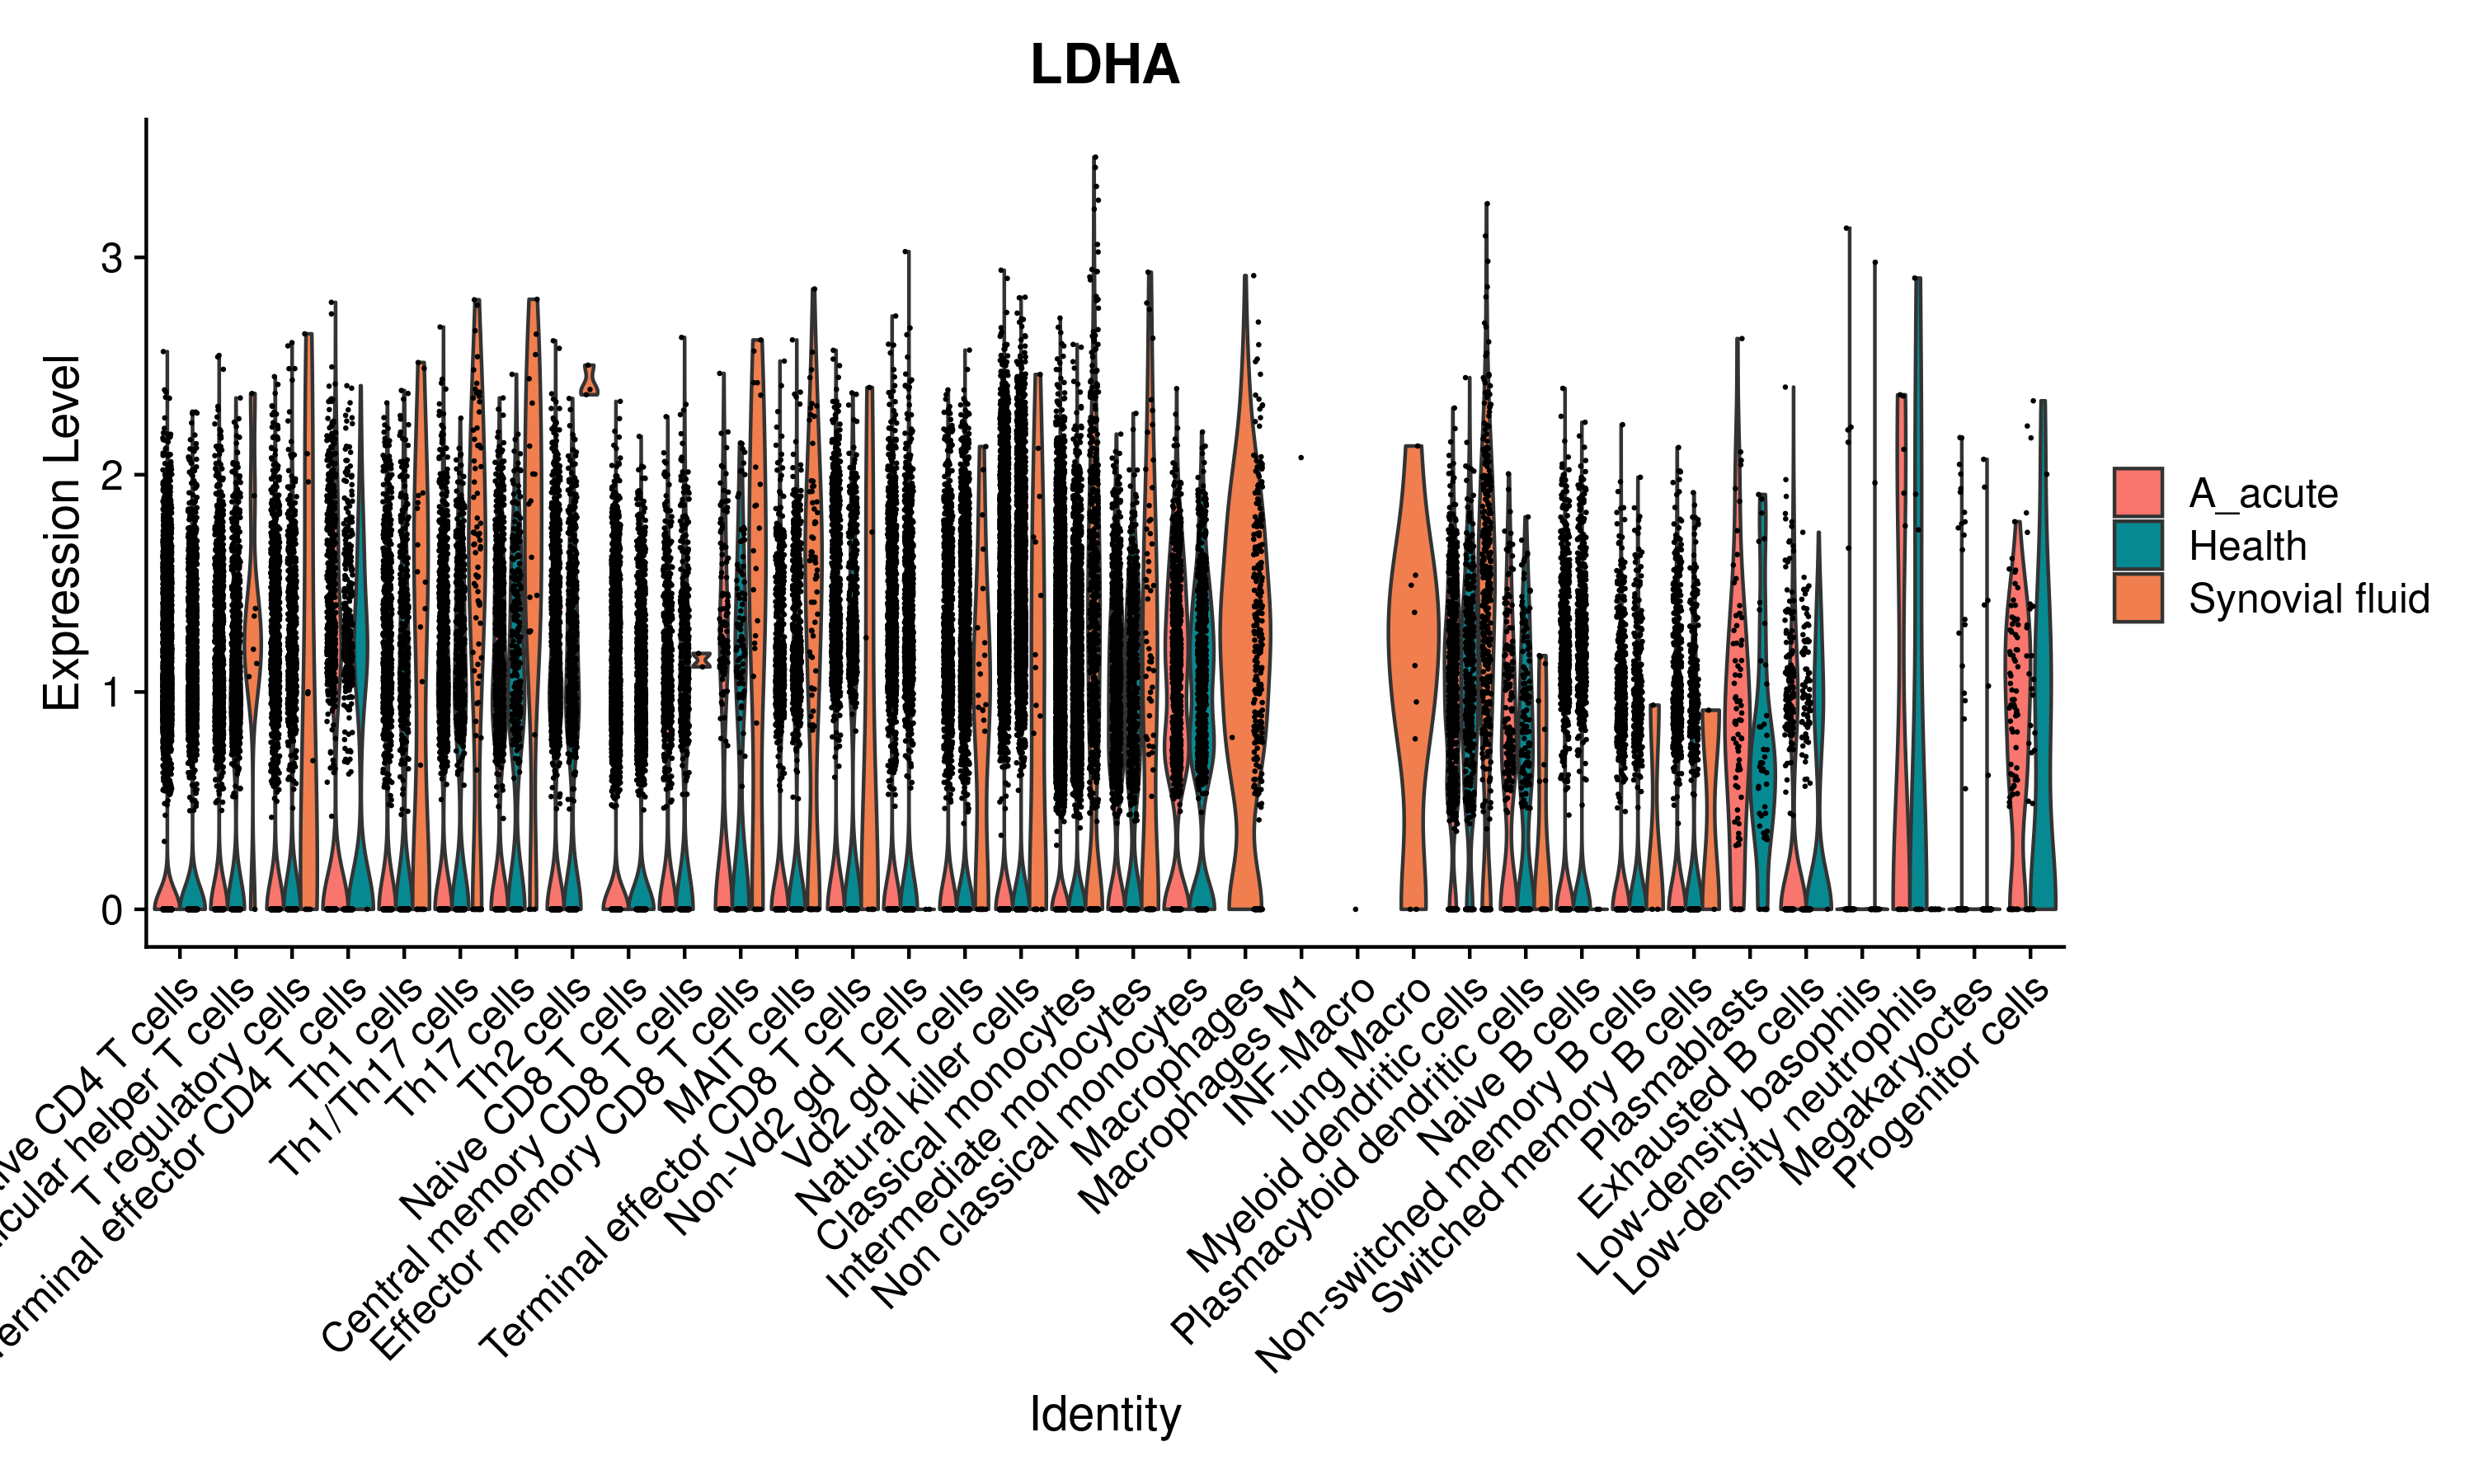 LDHA
Expression Level
3
2
1
0
T regulatory cells
Terminal effector CD4 T cells
Th1 cells
Th1/Th17 cells
Th17 cells
Th2 cells
Naive CD8 T cells
Central memory CD8 T cells
Effector memory CD8 T cells
MAIT cells
Terminal effector CD8 T cells
Non-Vd2 gd T cells
Vd2 gd T cells
Natural killer cells
Classical monocytes
Intermediate monocytes
Non classical monocytes
Macrophages
Macrophages M1
INF-Macro
lung Macro
Myeloid dendritic cells
Plasmacytoid dendritic cells
Naive B cells
Non-switched memory B cells
Switched memory B cells
Plasmablasts
Exhausted B cells
Low-density basophils
Low-density neutrophils
Megakaryoctes
Progenitor cells
CD4 T cells
helper T cells
Identity
A_acute
Health
Synovial fluid